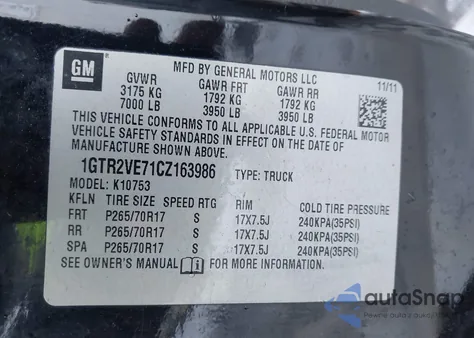 GM
MFD BY GENERAL MOTORS LLC
11/11
GVWR GAWR FRT GAWR RR
3175 KG 1792 KG 1792 KG
7000 LB 3950 LB 3950 LB
THIS VEHICLE CONFORMS TO ALL APPLICABLE U.S. FEDERAL MOTOR
VEHICLE SAFETY STANDARDS IN EFFECT ON THE DATE OF
MANUFACTURE SHOWN ABOVE.
1GTR2VE71CZ163986 TYPE: TRUCK
MODEL: K10753
KFLN TIRE SIZE SPEED RTG RIM COLD TIRE PRESSURE
FRT P265/70R17 S 17X7.5J 240KPA(35PSI)
RR P265/70R17 S 17X7.5J 240KPA(35PSI)
SPA P265/70R17 S 17X7.5J 240KPA(35PSI)
SEE OWNER'S MANUAL FOR MORE INFORMATION
autoSnap